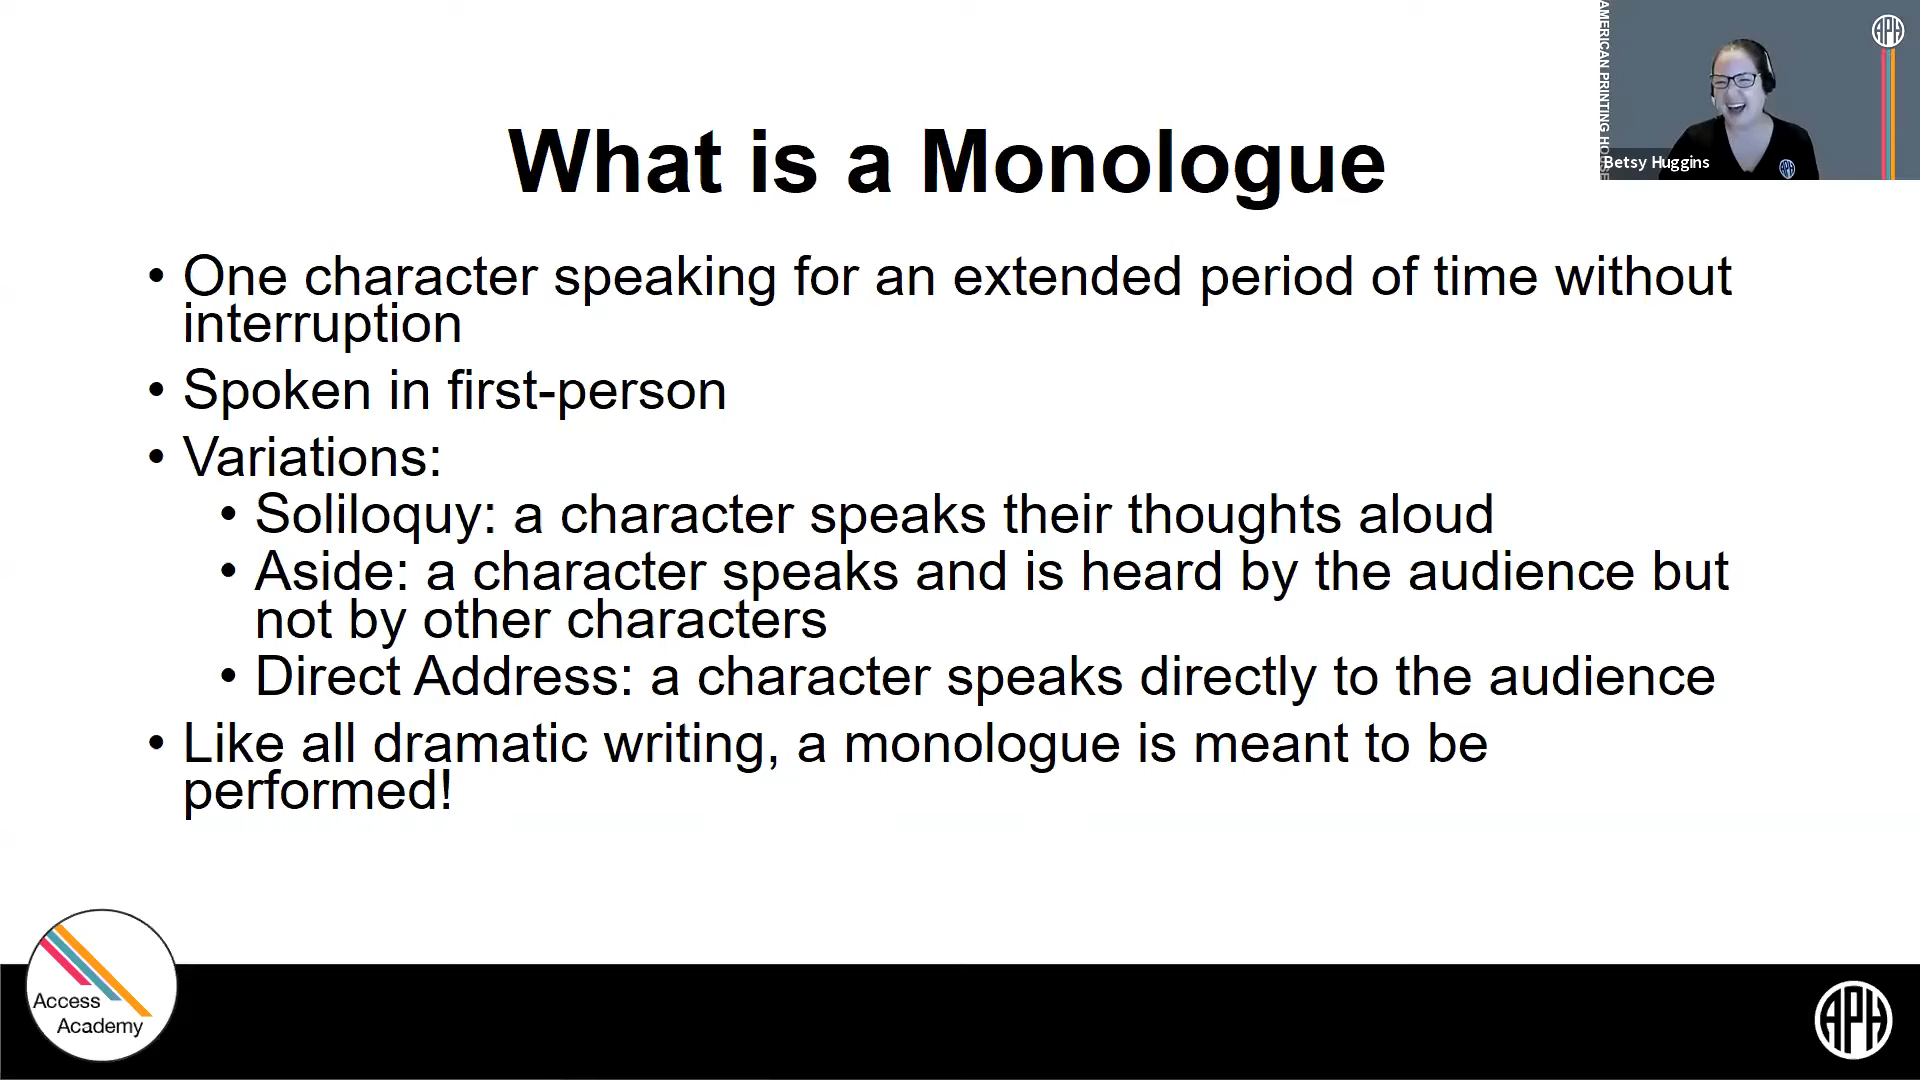 AMERICAN PRINTING HOUSE
APH
Betsy Huggins
APH
What is a Monologue
• One character speaking for an extended period of time without
interruption
• Spoken in first-person
• Variations:
• Soliloquy: a character speaks their thoughts aloud
• Aside: a character speaks and is heard by the audience but
not by other characters
• Direct Address: a character speaks directly to the audience
• Like all dramatic writing, a monologue is meant to be
performed!
Access
Academy
APH